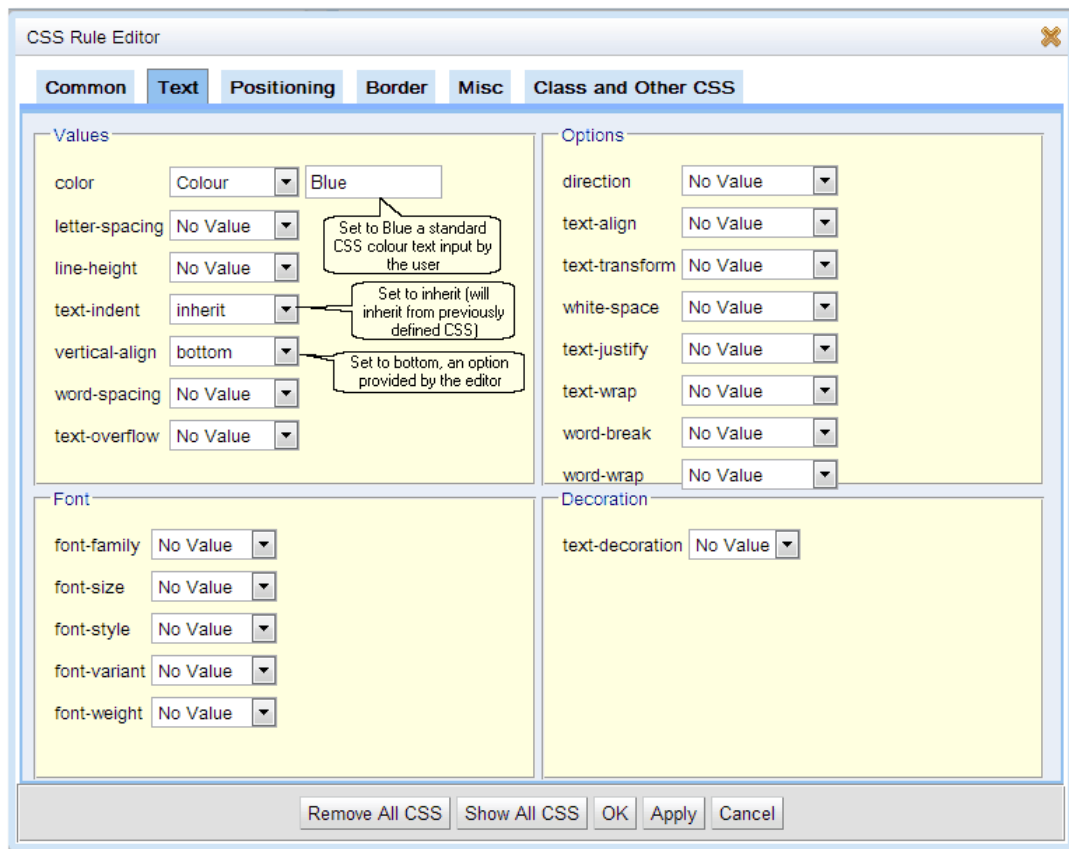 CSS Rule Editor
Common Text Positioning Border Misc Class and Other CSS
Values
color Colour Blue
letter-spacing No Value
line-height No Value
text-indent inherit
vertical-align bottom
word-spacing No Value
text-overflow No Value
Set to Blue a standard
CSS colour text input by
the user
Set to inherit (will
inherit from previously
defined CSS)
Set to bottom, an option
provided by the editor
Options
direction No Value
text-align No Value
text-transform No Value
white-space No Value
text-justify No Value
text-wrap No Value
word-break No Value
word-wrap No Value
Font
font-family No Value
font-size No Value
font-style No Value
font-variant No Value
font-weight No Value
Decoration
text-decoration No Value
Remove All CSS Show All CSS OK Apply Cancel